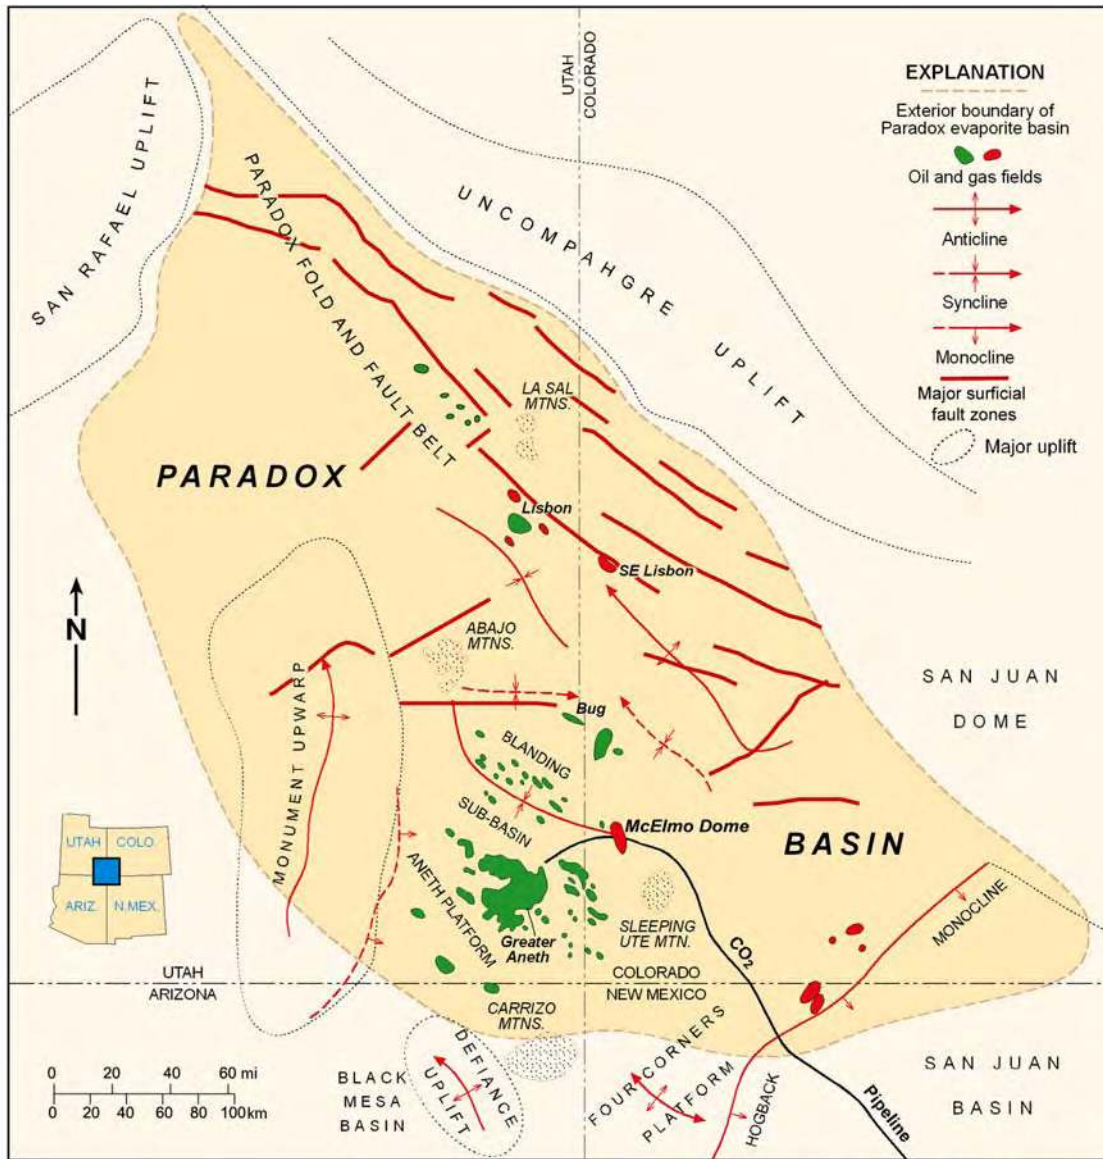 UTAH
COLORADO
EXPLANATION
Exterior boundary of
Paradox evaporite basin
Oil and gas fields
Anticline
Syncline
Monocline
Major surficial
fault zones
Major uplift
SAN RAFAEL UPLIFT
UNCOMPAHGRE UPLIFT
PARADOX FOLD AND FAULT BELT
LA SAL
MTNS.
PARADOX
Lisbon
SE Lisbon
N
ABAJO
MTNS.
SAN JUAN
DOME
MONUMENT UPWARP
Bug
BLANDING
SUB-BASIN
McElmo Dome
BASIN
UTAH
COLO.
ARIZ.
N.MEX.
ANETH PLATFORM
Greater
Aneth
SLEEPING
UTE MTN.
CO2
MONOCLINE
UTAH
ARIZONA
COLORADO
NEW MEXICO
CARRIZO
MTNS.
0 20 40 60 mi
0 20 40 60 80 100km
BLACK
MESA
BASIN
DEFIANCE
UPLIFT
FOUR CORNERS
PLATFORM
HOGBACK
Pipeline
SAN JUAN
BASIN